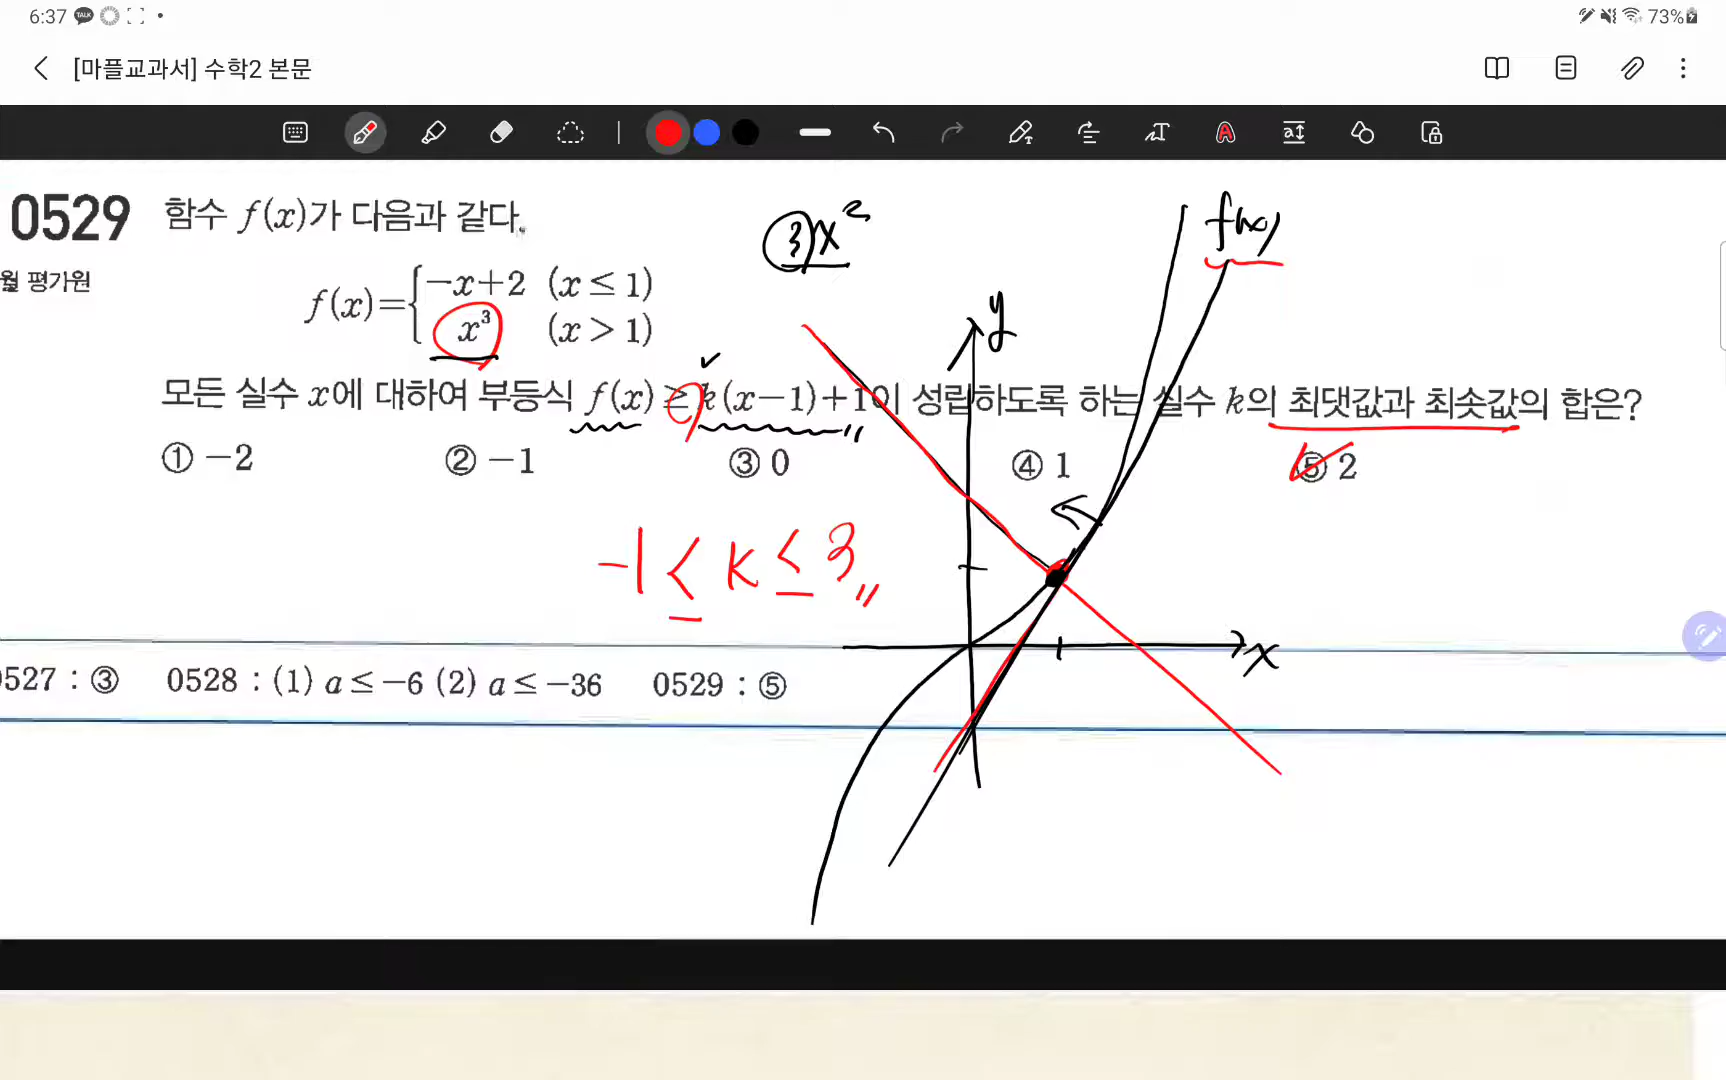 6:37 TALK 73%
[마플교과서] 수학2 본문
0529 함수 f(x)가 다음과 같다.
월 평가원
f(x)={ -x+2 (x≤1)
x³ (x>1)
③x²
f(x)
y
모든 실수 x에 대하여 부등식 f(x)≥k(x-1)+1이 성립하도록 하는 실수 k의 최댓값과 최솟값의 합은?
① -2 ② -1 ③ 0 ④ 1 ⑤ 2
-1 ≤ k ≤ 3
x
0527 : ③ 0528 : (1) a≤-6 (2) a≤-36 0529 : ⑤